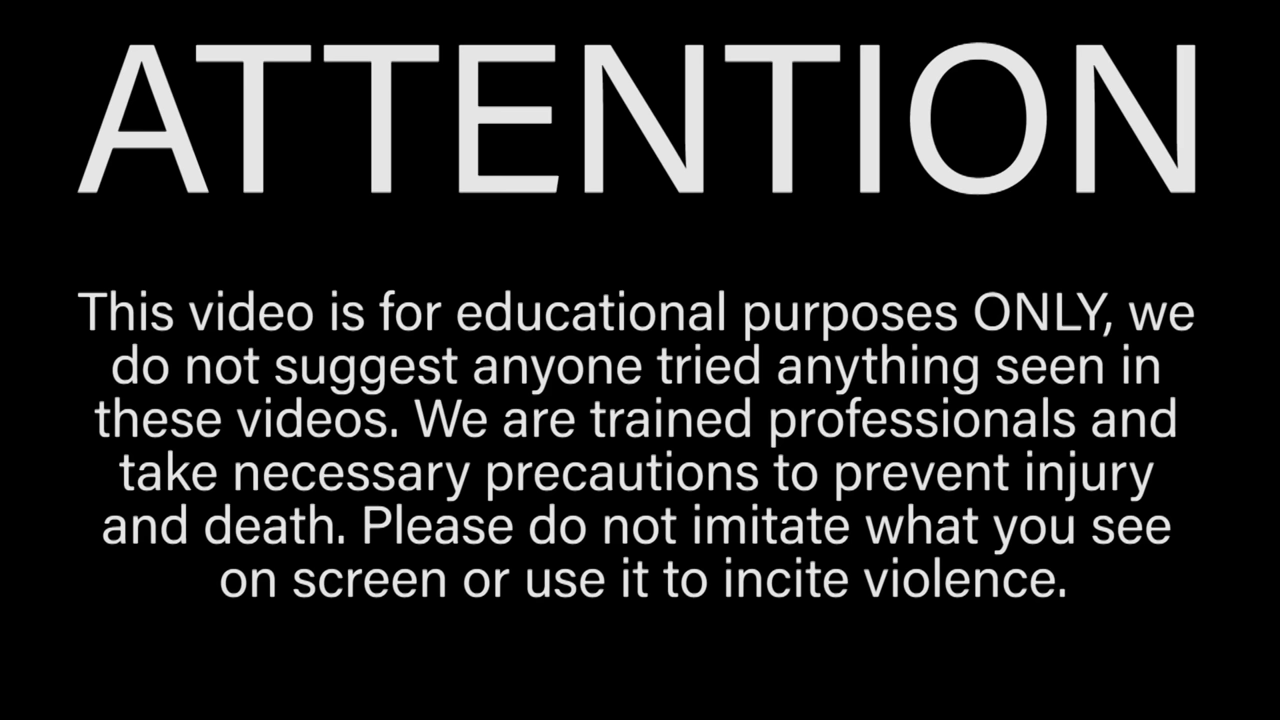 ATTENTION
This video is for educational purposes ONLY, we
do not suggest anyone tried anything seen in
these videos. We are trained professionals and
take necessary precautions to prevent injury
and death. Please do not imitate what you see
on screen or use it to incite violence.